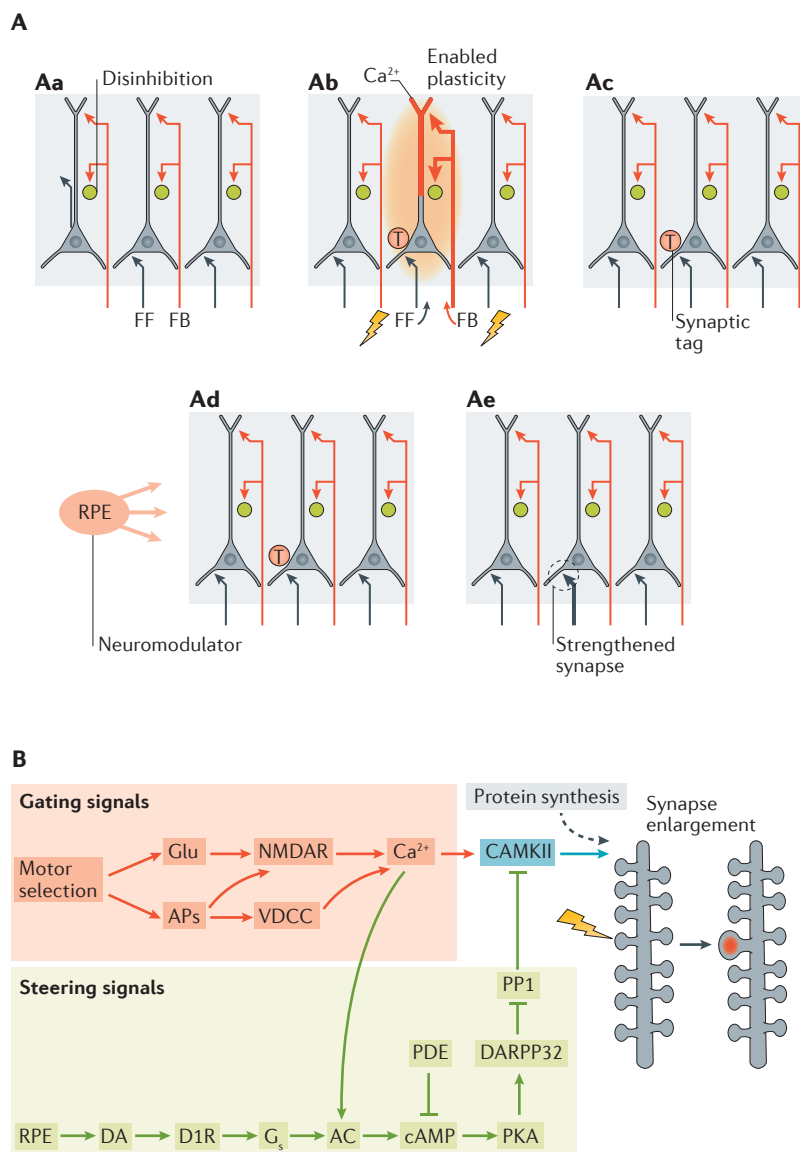 A
Aa
Disinhibition
FF FB
Ab
Ca²⁺
Enabled
plasticity
T
FF FB
Ac
T
Synaptic
tag
Ad
RPE
T
Neuromodulator
Ae
Strengthened
synapse
B
Gating signals
Motor
selection
Glu
NMDAR
Ca²⁺
APs
VDCC
Protein synthesis
CAMKII
Synapse
enlargement
Steering signals
PP1
PDE
DARPP32
RPE
DA
D1R
Gₛ
AC
cAMP
PKA